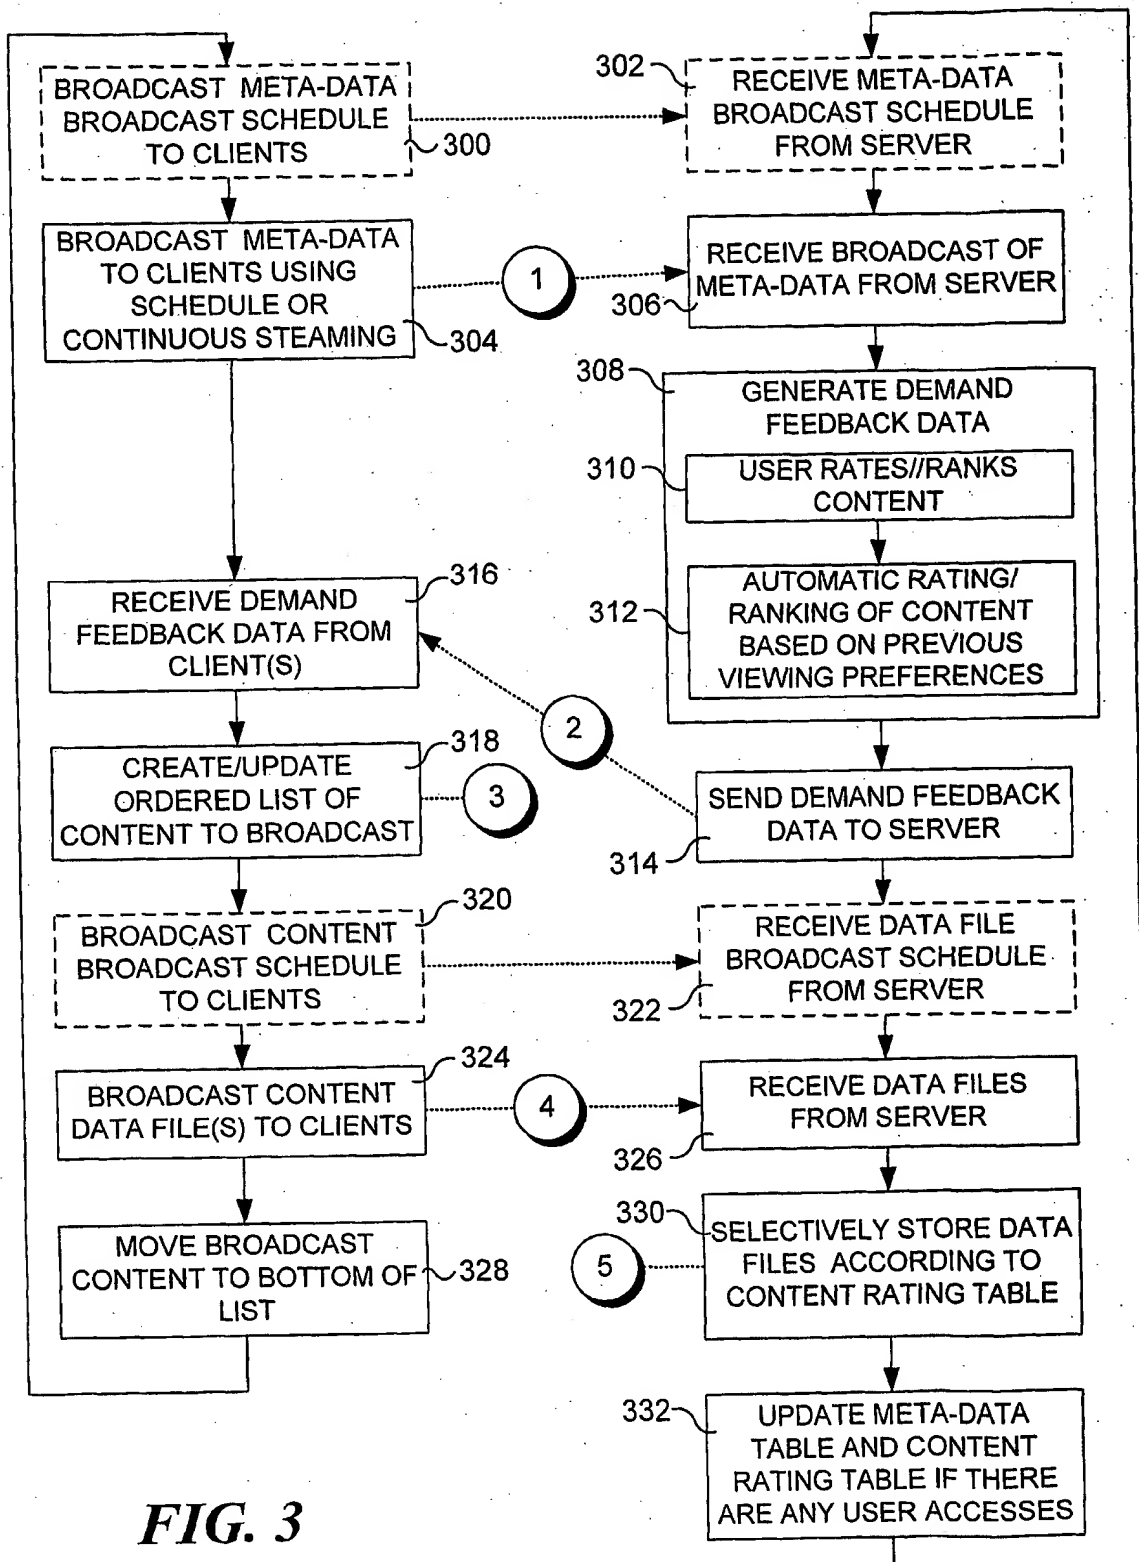 BROADCAST META-DATA
BROADCAST SCHEDULE
TO CLIENTS
300
302
RECEIVE META-DATA
BROADCAST SCHEDULE
FROM SERVER
BROADCAST META-DATA
TO CLIENTS USING
SCHEDULE OR
CONTINUOUS STEAMING
304
1
RECEIVE BROADCAST OF
META-DATA FROM SERVER
306
308
GENERATE DEMAND
FEEDBACK DATA
310
USER RATES//RANKS
CONTENT
312
AUTOMATIC RATING/
RANKING OF CONTENT
BASED ON PREVIOUS
VIEWING PREFERENCES
316
RECEIVE DEMAND
FEEDBACK DATA FROM
CLIENT(S)
2
318
CREATE/UPDATE
ORDERED LIST OF
CONTENT TO BROADCAST
3
SEND DEMAND FEEDBACK
DATA TO SERVER
314
320
BROADCAST CONTENT
BROADCAST SCHEDULE
TO CLIENTS
RECEIVE DATA FILE
BROADCAST SCHEDULE
FROM SERVER
322
324
BROADCAST CONTENT
DATA FILE(S) TO CLIENTS
4
RECEIVE DATA FILES
FROM SERVER
326
MOVE BROADCAST
CONTENT TO BOTTOM OF
LIST
328
330
SELECTIVELY STORE DATA
FILES ACCORDING TO
CONTENT RATING TABLE
5
332
UPDATE META-DATA
TABLE AND CONTENT
RATING TABLE IF THERE
ARE ANY USER ACCESSES
FIG. 3